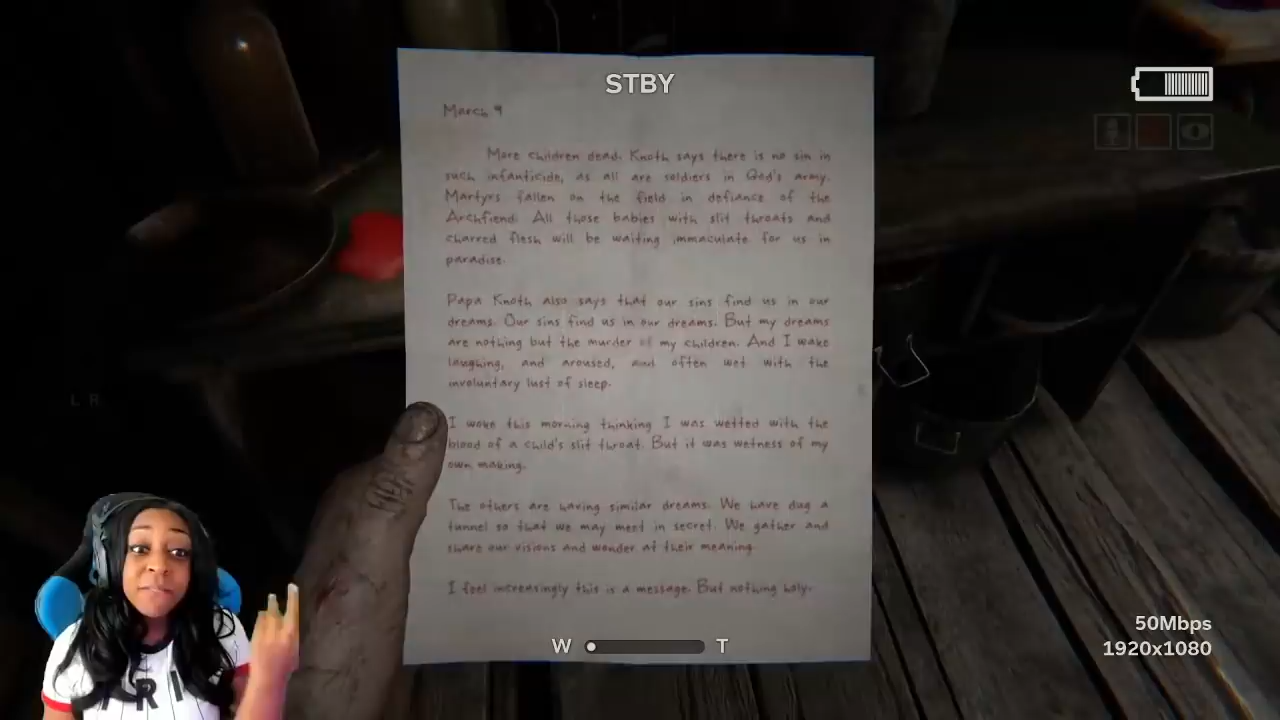 STBY
March 9
More children dead. Knoth says there is no sin in
such infanticide, as all are soldiers in God's army.
Martyrs fallen on the field in defiance of the
Archfiend. All those babies with slit throats and
charred flesh will be waiting immaculate for us in
paradise.
Papa Knoth also says that our sins find us in our
dreams. Our sins find us in our dreams. But my dreams
are nothing but the murder of my children. And I wake
laughing, and aroused, and often wet with the
involuntary lust of sleep.
I woke this morning thinking I was wetted with the
blood of a child's slit throat. But it was wetness of my
own making.
The others are having similar dreams. We have dug a
tunnel so that we may meet in secret. We gather and
share our visions and wonder at their meaning.
I feel increasingly this is a message. But nothing holy.
L R
W T
50Mbps
1920x1080